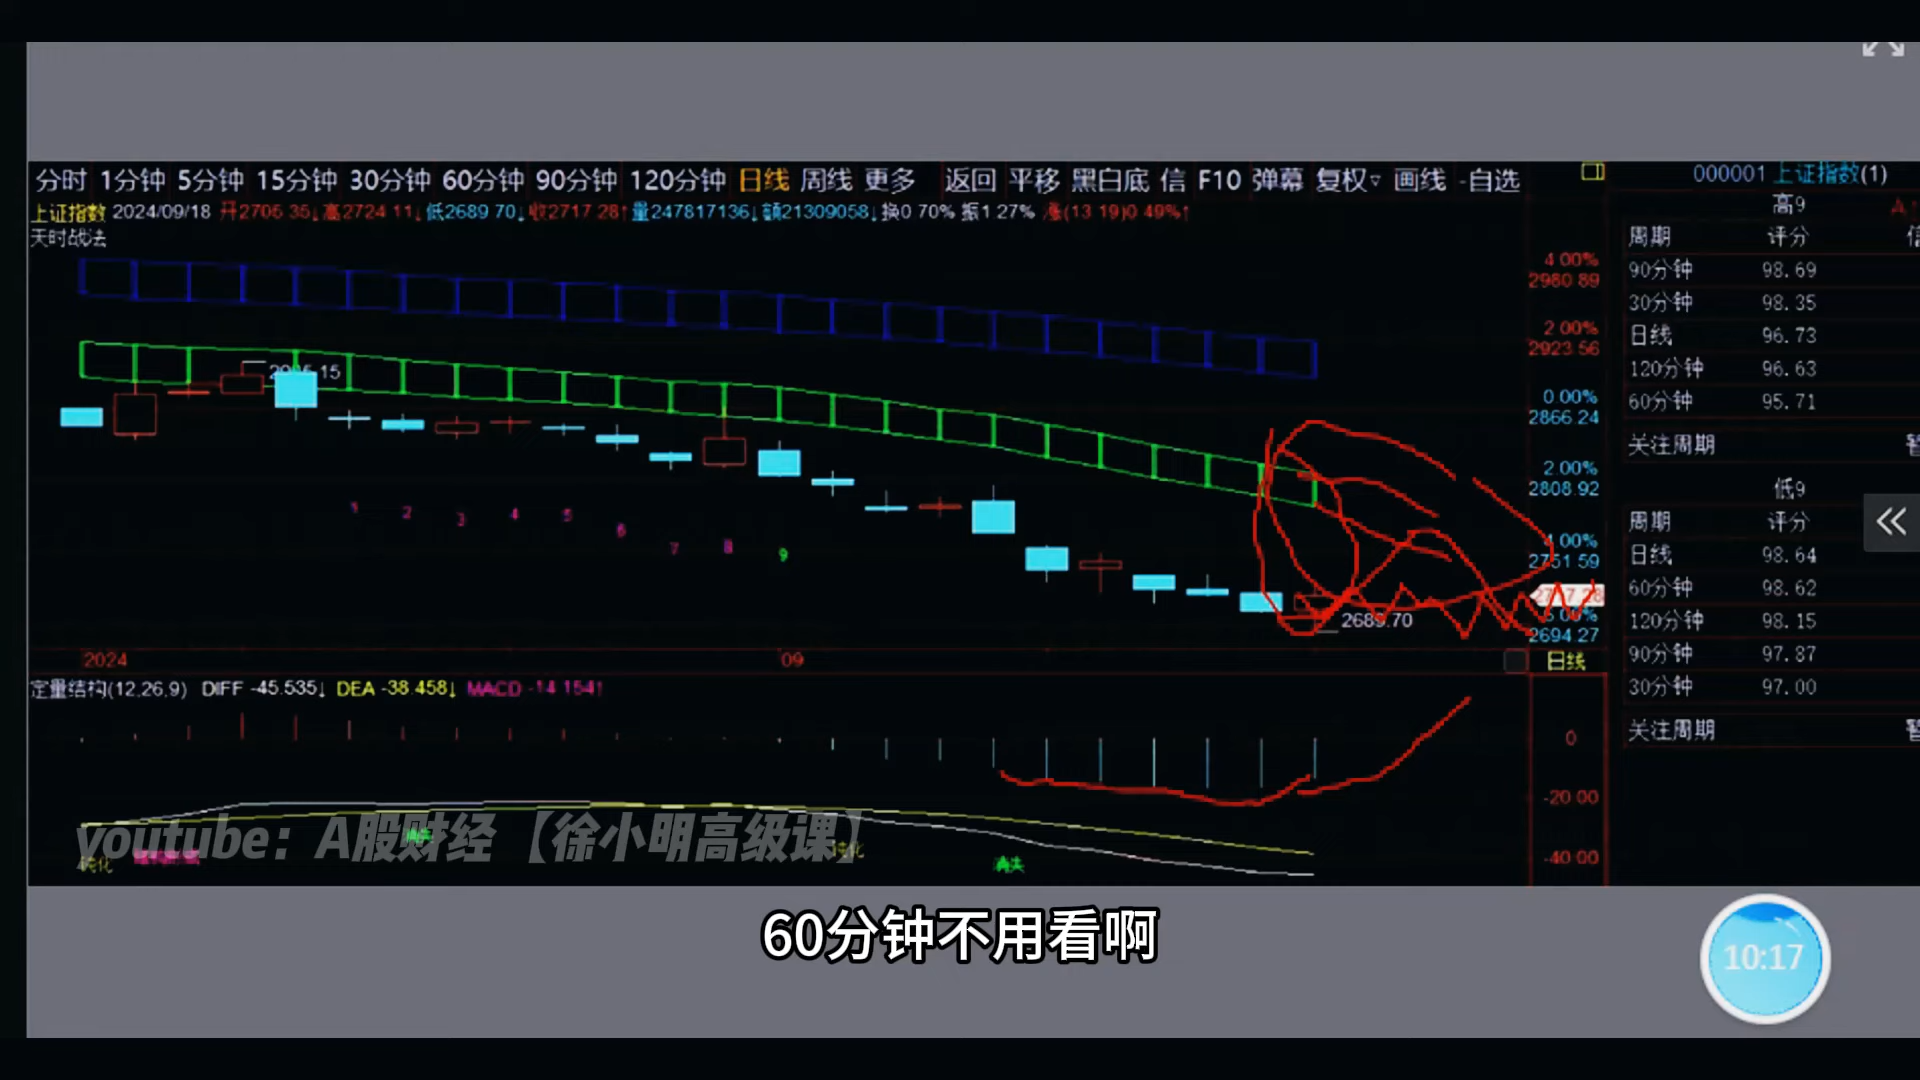 分时 1分钟 5分钟 15分钟 30分钟 60分钟 90分钟 120分钟 日线 周线 更多 返回 平移 黑白底 信 F10 弹幕 复权▿ 画线 -自选
上证指数 2024/09/18 开2705 35↓高2724 11↓低2689 70↓收2717 28↑量247817136↓额21309058↓换0 70% 振1 27% 涨(13 19)0 49%↑
天时战法
15
1 2 3 4 5 6 7 8 9
2689.70
4 00%
2980 89
2 00%
2923 56
0 00%
2866 24
2 00%
2808 92
4 00%
2751 59
2694 27
2024
09
日线
定量结构(12.26.9) DIFF -45.535↓ DEA -38.458↓ MACD -14 154↑
0
-20 00
-40 00
钝化
消失
youtube：A股财经【徐小明高级课】
000001 上证指数(1)
高9
周期 评分
90分钟 98.69
30分钟 98.35
日线 96.73
120分钟 96.63
60分钟 95.71
关注周期
低9
周期 评分
日线 98.64
60分钟 98.62
120分钟 98.15
90分钟 97.87
30分钟 97.00
关注周期
60分钟不用看啊
10:17